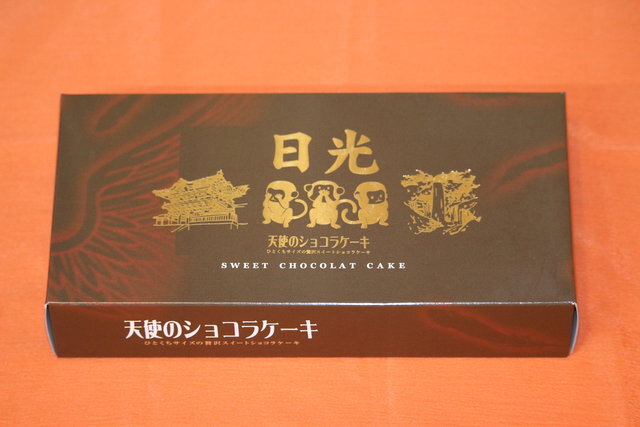 日光
天使のショコラケーキ
ひとくちサイズの贅沢スイートショコラケーキ
SWEET CHOCOLAT CAKE
天使のショコラケーキ
ひとくちサイズの贅沢スイートショコラケーキ